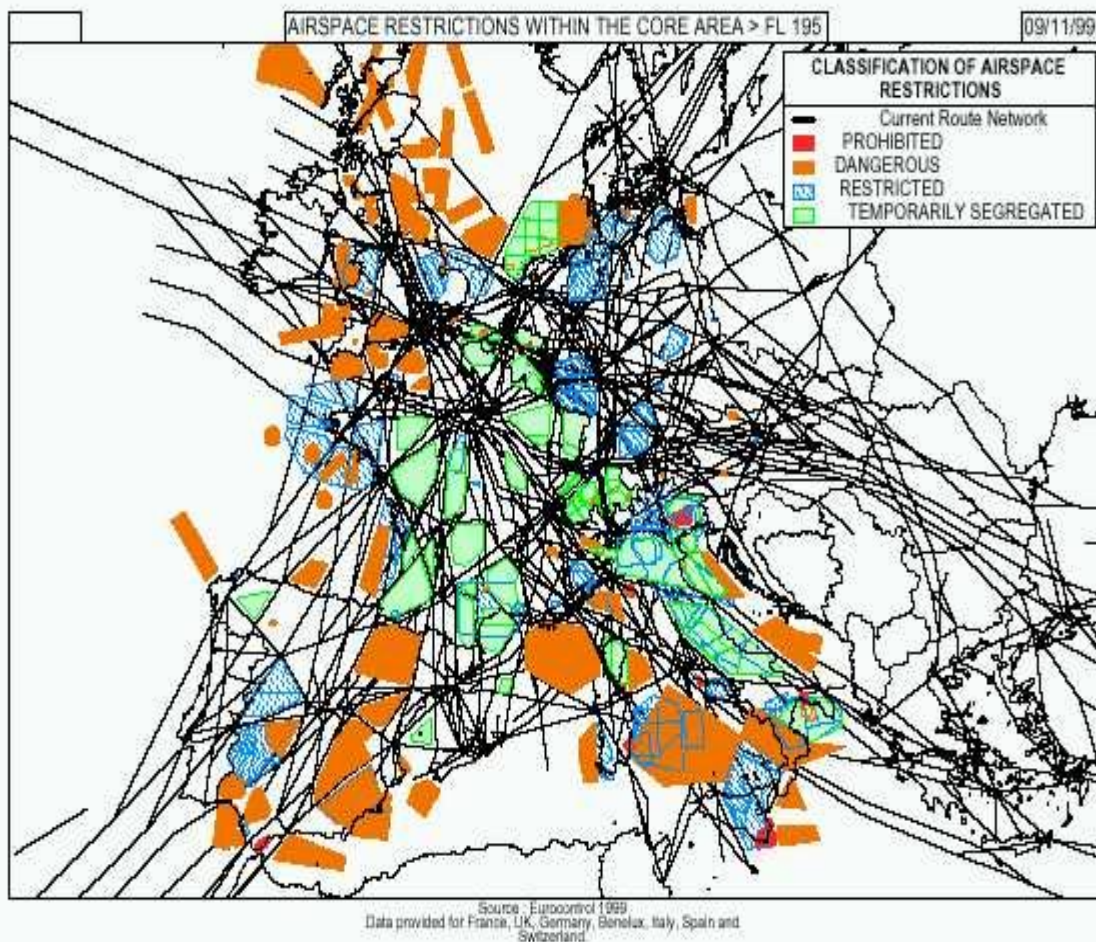 AIRSPACE RESTRICTIONS WITHIN THE CORE AREA > FL 195
09/11/99
CLASSIFICATION OF AIRSPACE
RESTRICTIONS
Current Route Network
PROHIBITED
DANGEROUS
RESTRICTED
TEMPORARILY SEGREGATED
Source : Eurocontrol 1999
Data provided for France, UK, Germany, Benelux, Italy, Spain and
Switzerland.